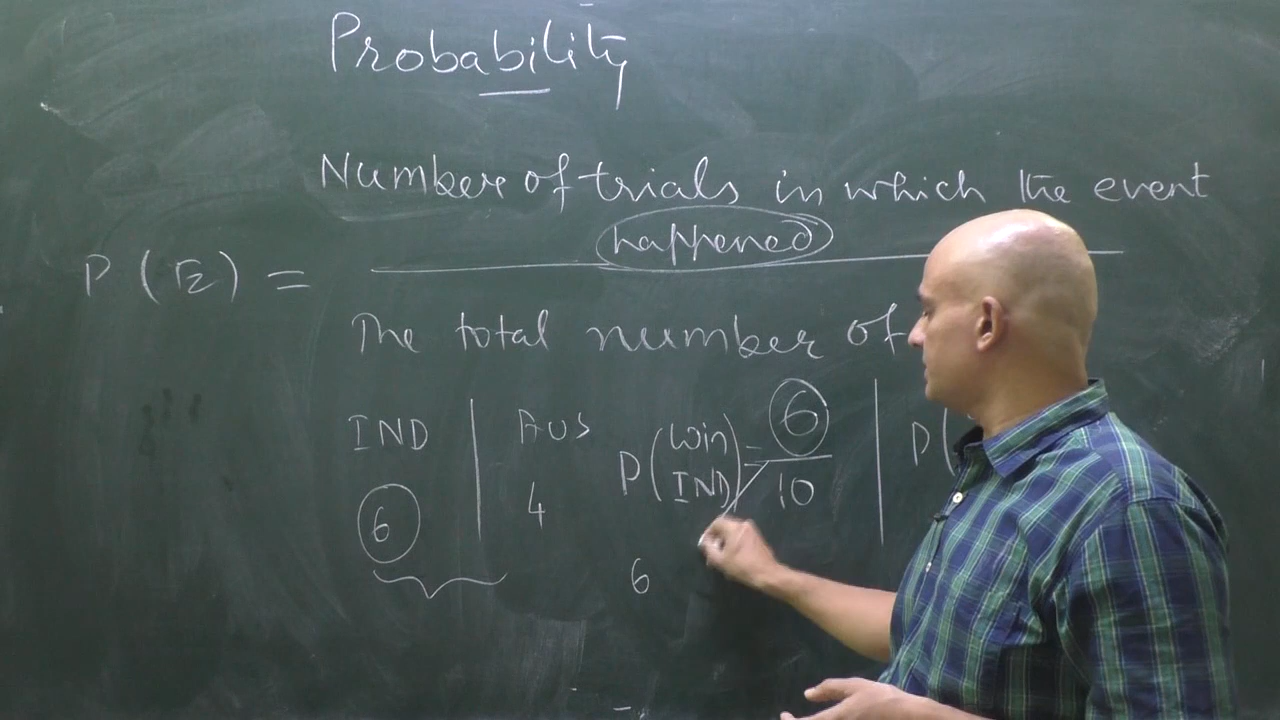 Probability
Number of trials in which the event
happened
P(E) =
The total number of
IND | AUS
6 | 4
P(Win IND) = 6/10
P(
6